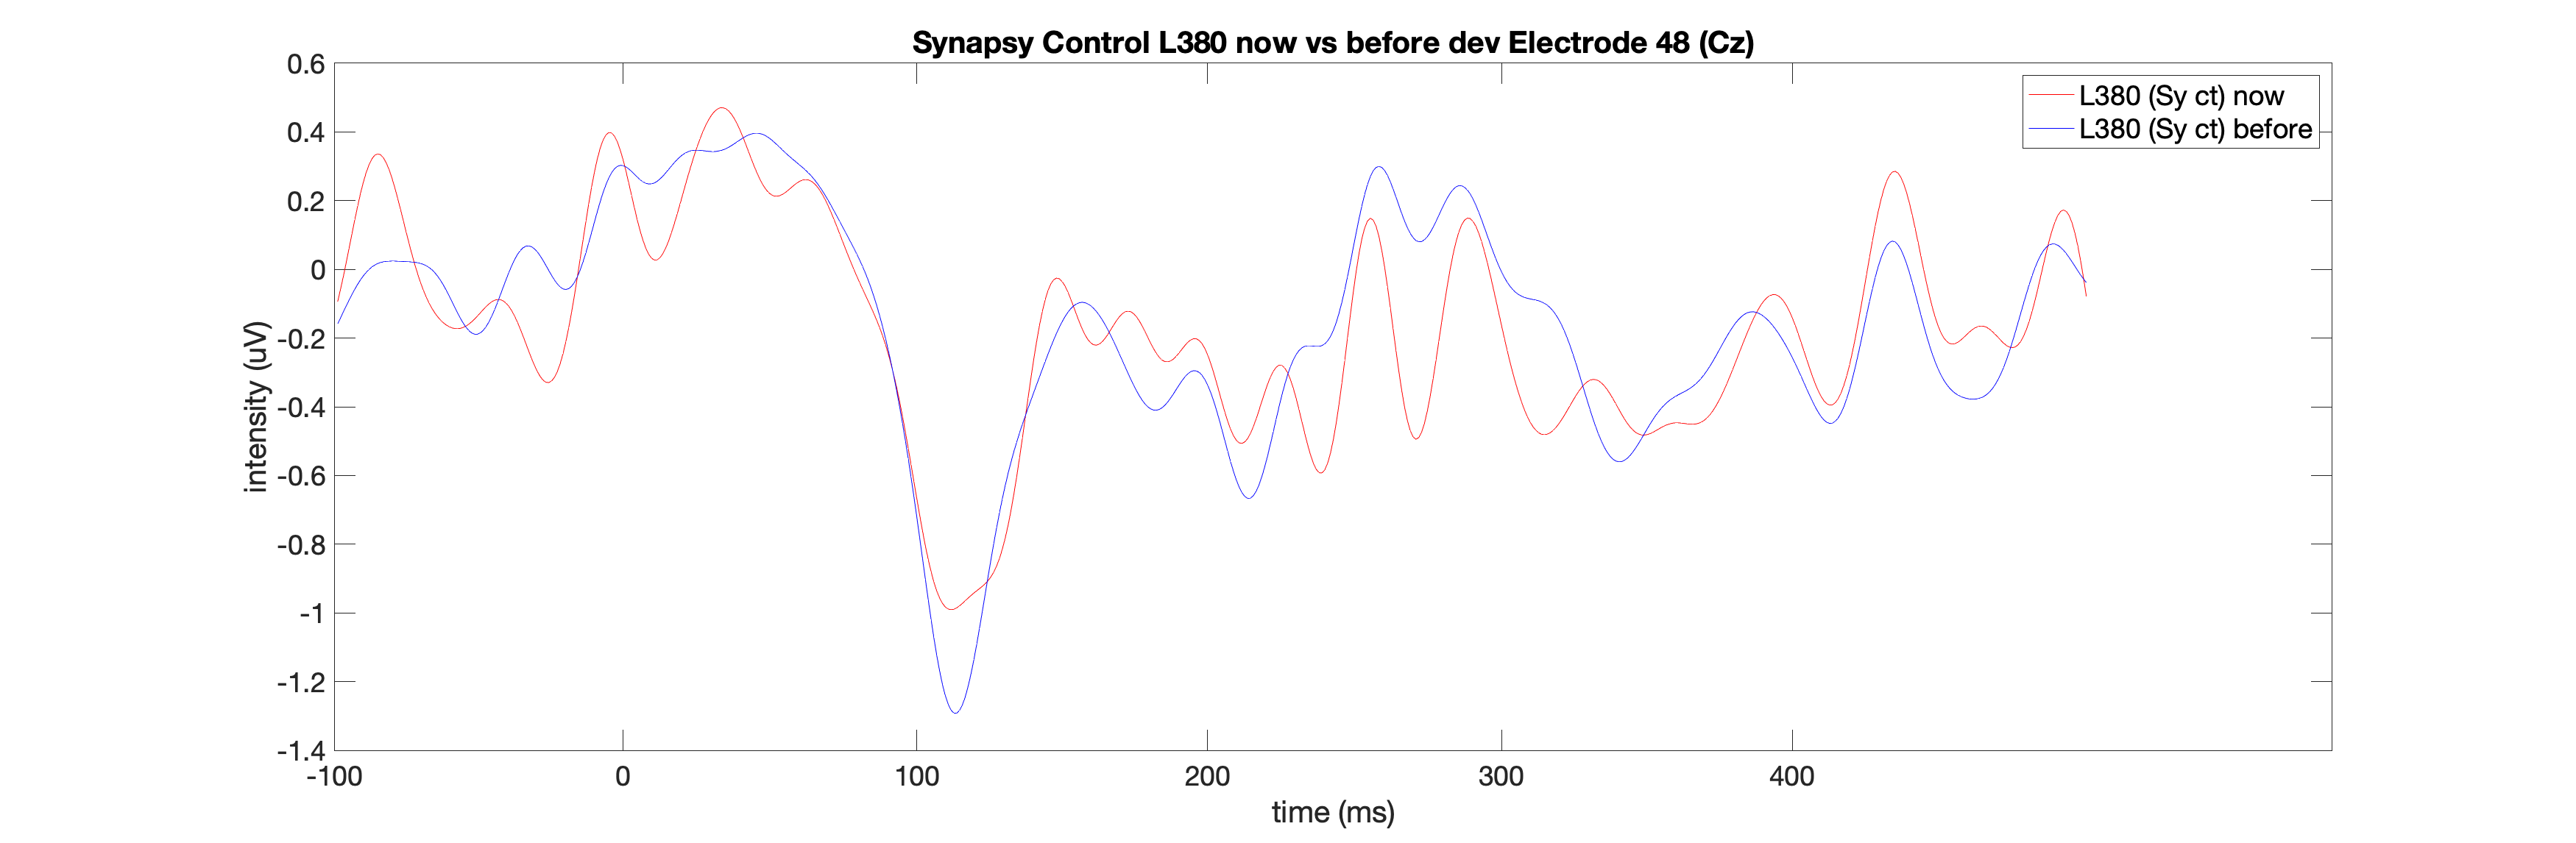 Synapsy Control L380 now vs before dev Electrode 48 (Cz)
0.6
0.4
0.2
0
-0.2
-0.4
-0.6
-0.8
-1
-1.2
-1.4
intensity (uV)
L380 (Sy ct) now
L380 (Sy ct) before
-100 0 100 200 300 400
time (ms)